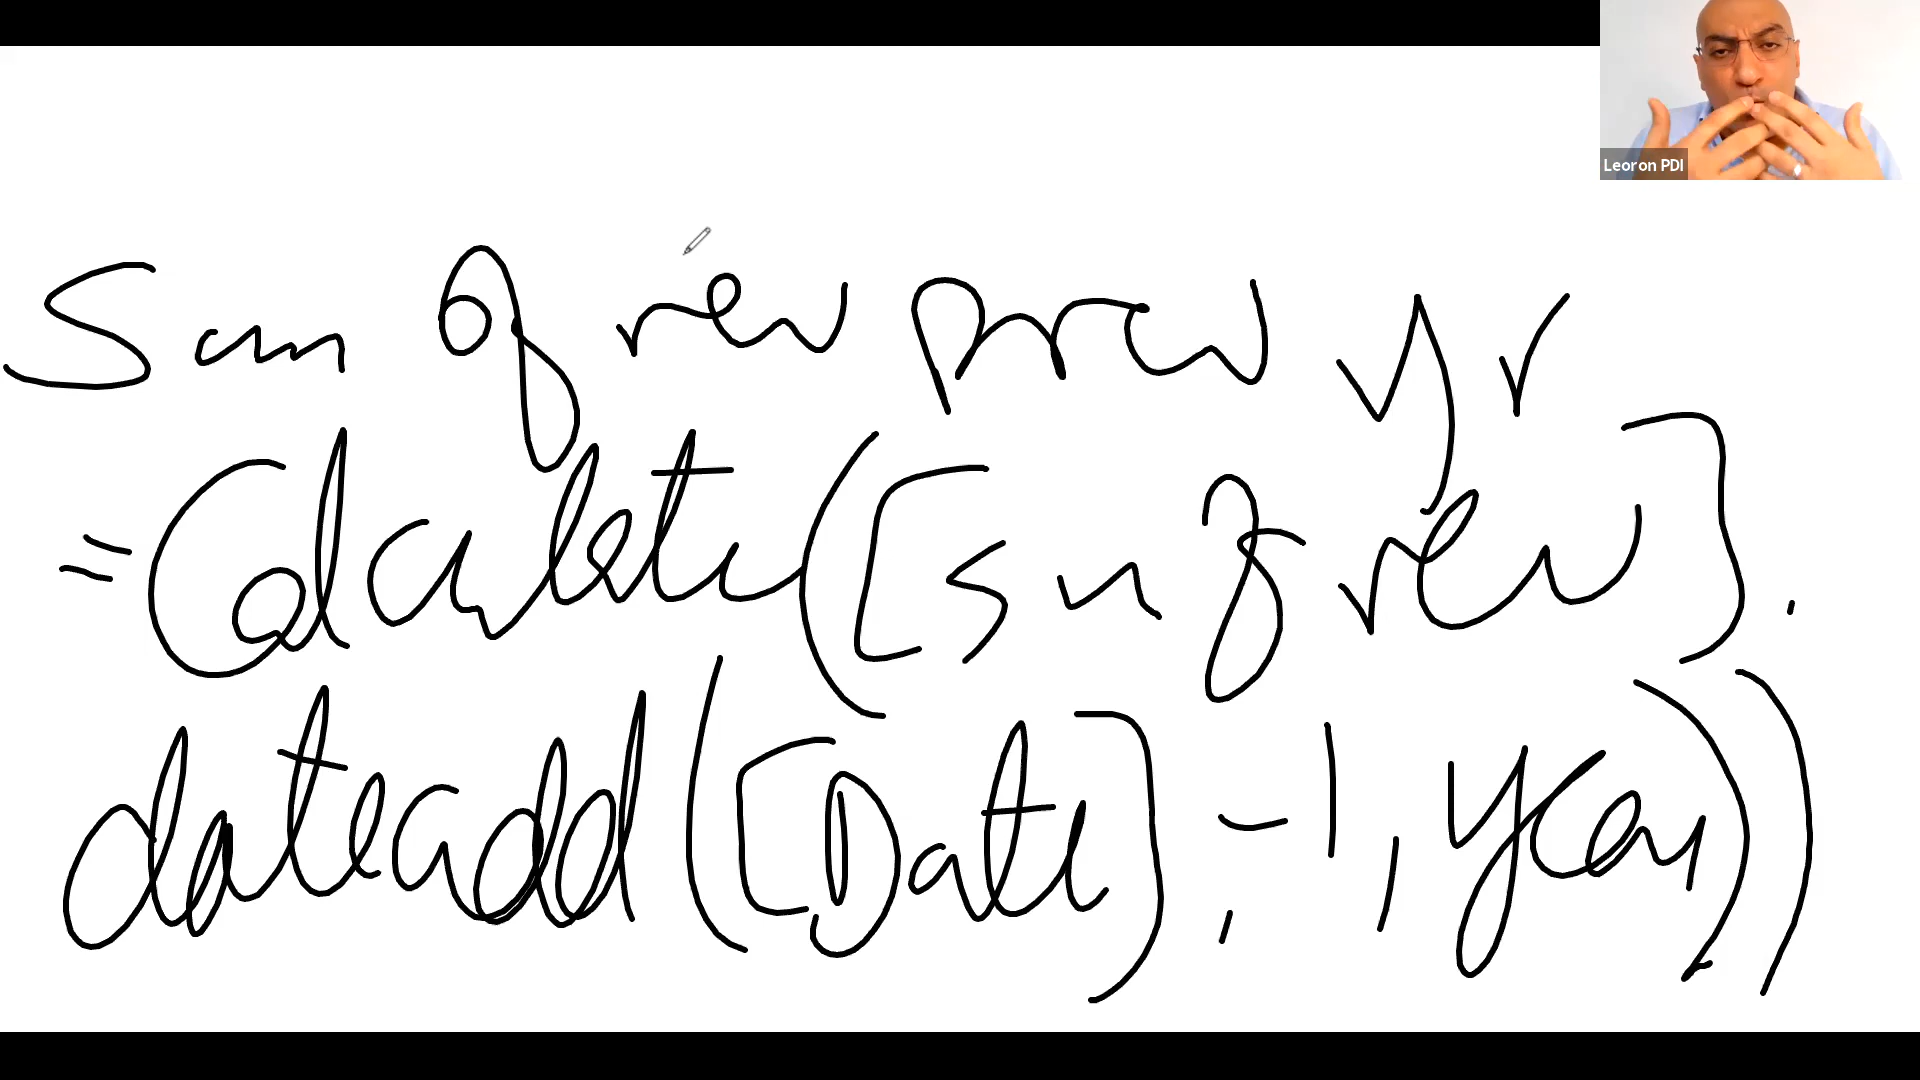 Leoron PDI
Sum of rev prev yr
= Calculate([sum of rev],
dateadd([Date], -1, year))